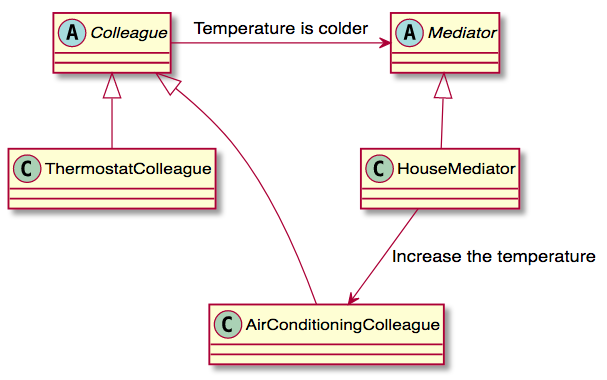 A Colleague
Temperature is colder
A Mediator
C ThermostatColleague
C HouseMediator
Increase the temperature
C AirConditioningColleague